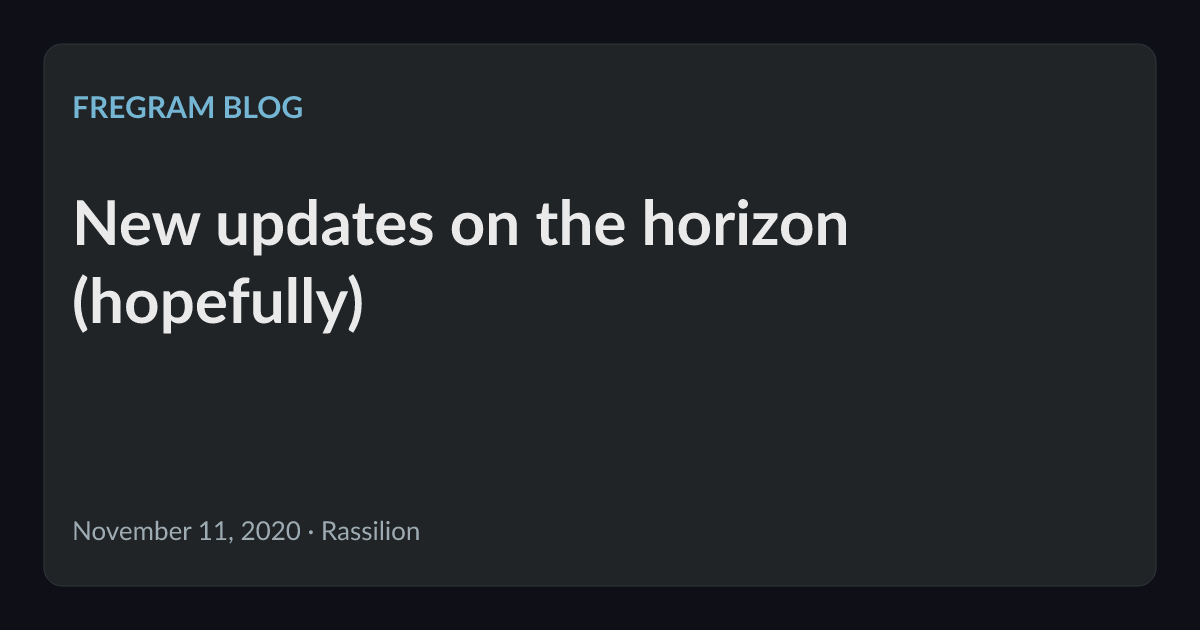 FREGRAM BLOG
New updates on the horizon
(hopefully)
November 11, 2020 · Rassilion